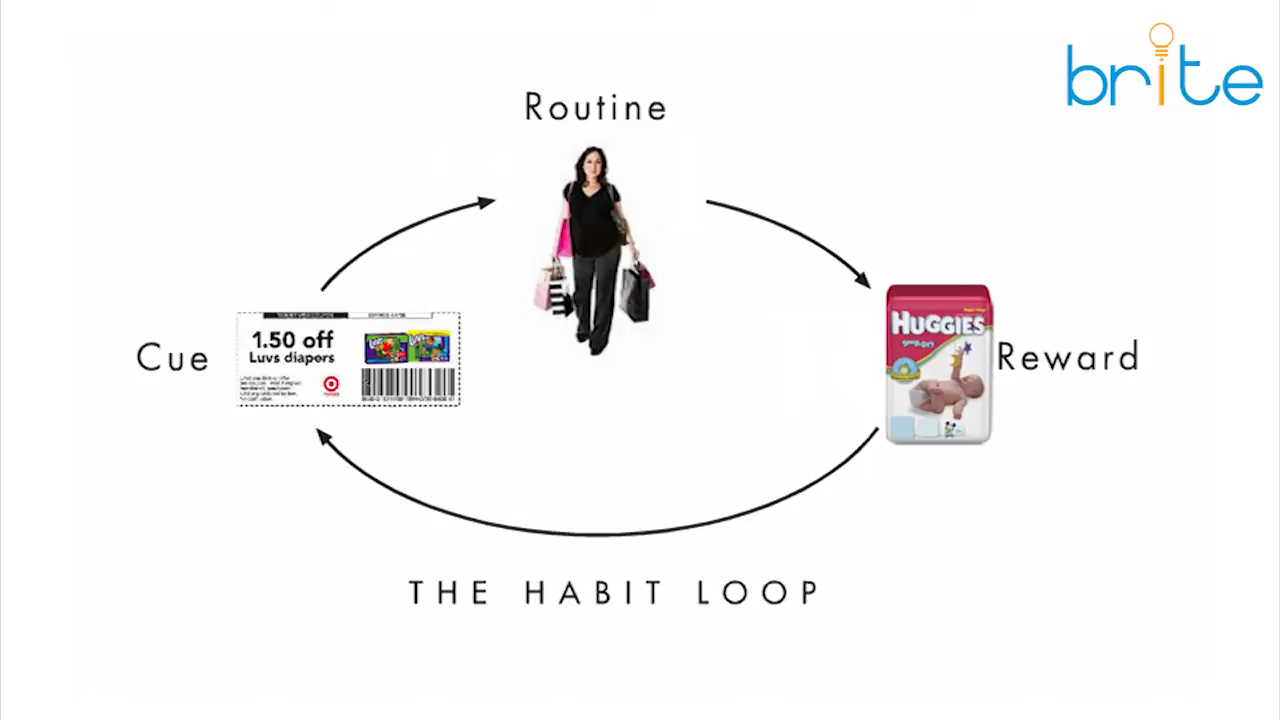 brite
Routine
Cue
1.50 off
Luvs diapers
HUGGIES
Reward
THE HABIT LOOP